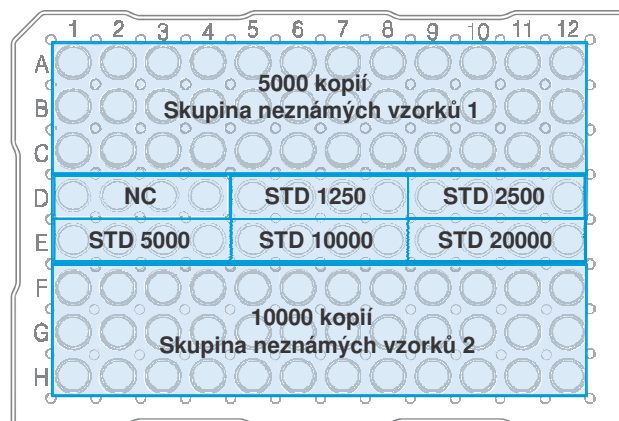 1 2 3 4 5 6 7 8 9 10 11 12
A
5000 kopií
B
Skupina neznámých vzorků 1
C
D NC STD 1250 STD 2500
E STD 5000 STD 10000 STD 20000
F
10000 kopií
G
Skupina neznámých vzorků 2
H